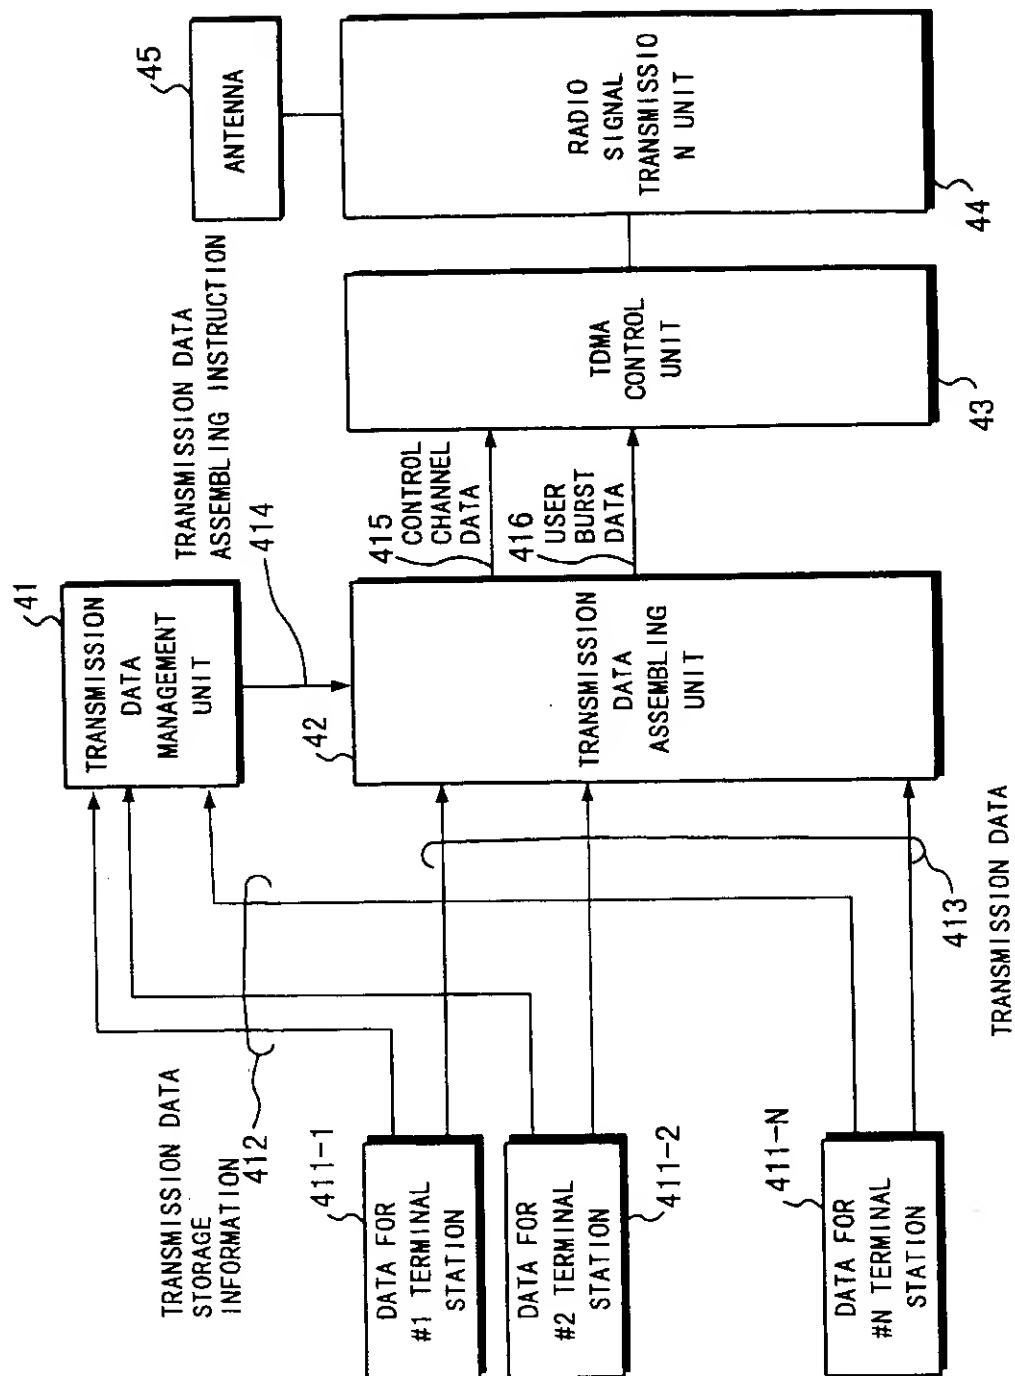 TRANSMISSION DATA
STORAGE
INFORMATION
412
DATA FOR
#1 TERMINAL
STATION
411-1
DATA FOR
#2 TERMINAL
STATION
411-2
DATA FOR
#N TERMINAL
STATION
411-N
413
TRANSMISSION DATA
41
TRANSMISSION
DATA
MANAGEMENT
UNIT
TRANSMISSION DATA
ASSEMBLING INSTRUCTION
414
42
TRANSMISSION
DATA
ASSEMBLING
UNIT
415
CONTROL
CHANNEL
DATA
416
USER
BURST
DATA
TDMA
CONTROL
UNIT
43
45
ANTENNA
RADIO
SIGNAL
TRANSMISSIO
N UNIT
44